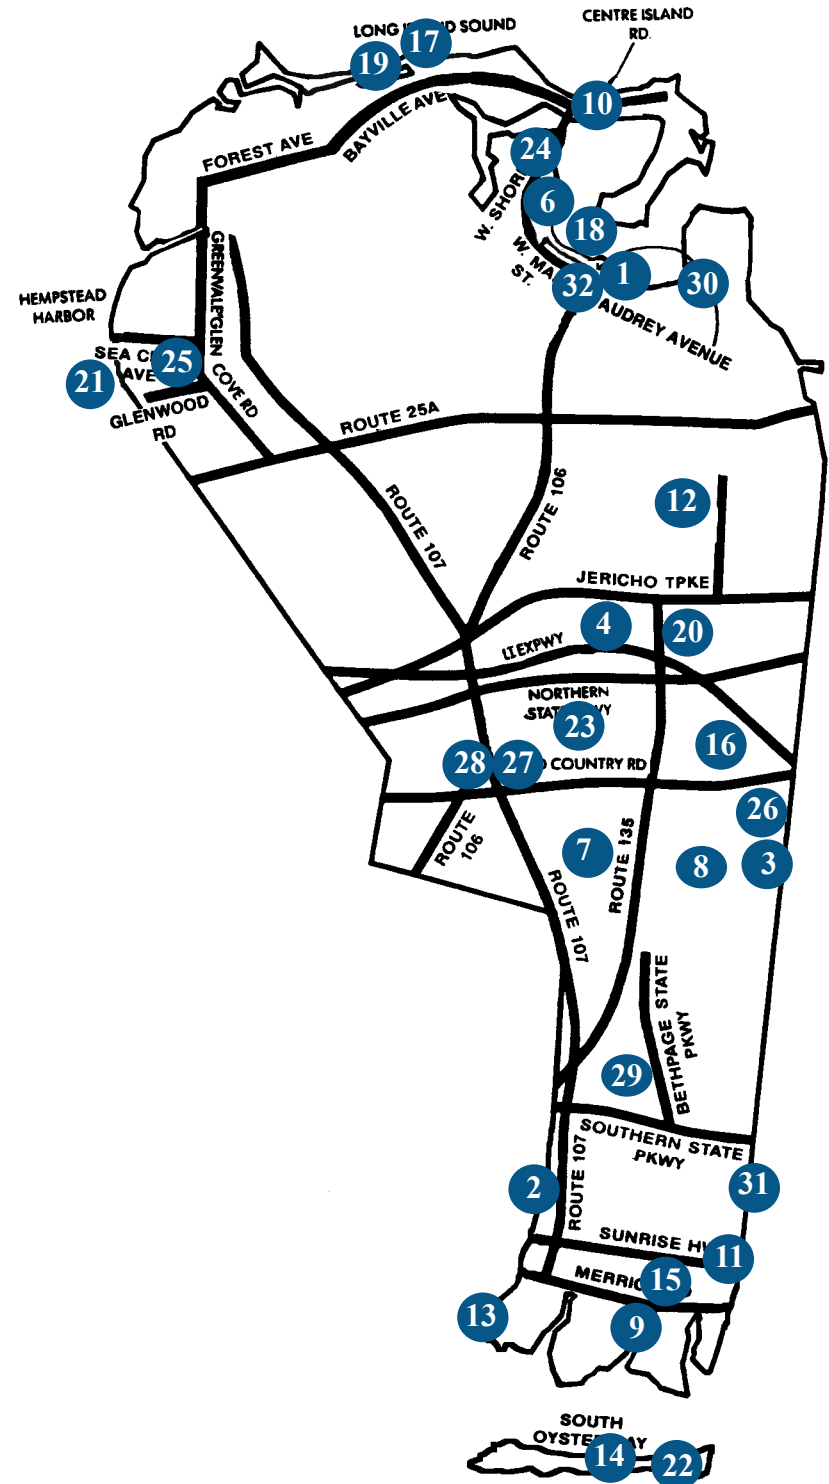 CENTRE ISLAND
RD.
LONG SOUND
17
19
10
BAYVILLE AVE
FOREST AVE
24
W. SHOR
6
18
W. MA
ST.
1
32
30
AUDREY AVENUE
HEMPSTEAD
HARBOR
GREENVALE/GLEN COVE RD
SEA C
AVE
25
21
GLENWOOD
RD
ROUTE 25A
ROUTE 107
ROUTE 106
12
JERICHO TPKE
4
20
LI EXPWY
NORTHERN
STAT WY
23
16
28
27
D COUNTRY RD
26
ROUTE
106
7
ROUTE 135
8
3
ROUTE 107
BETHPAGE STATE
PKWY
29
SOUTHERN STATE
PKWY
ROUTE 107
2
31
SUNRISE H
11
MERRIC
15
13
9
SOUTH
OYSTER AY
14
22